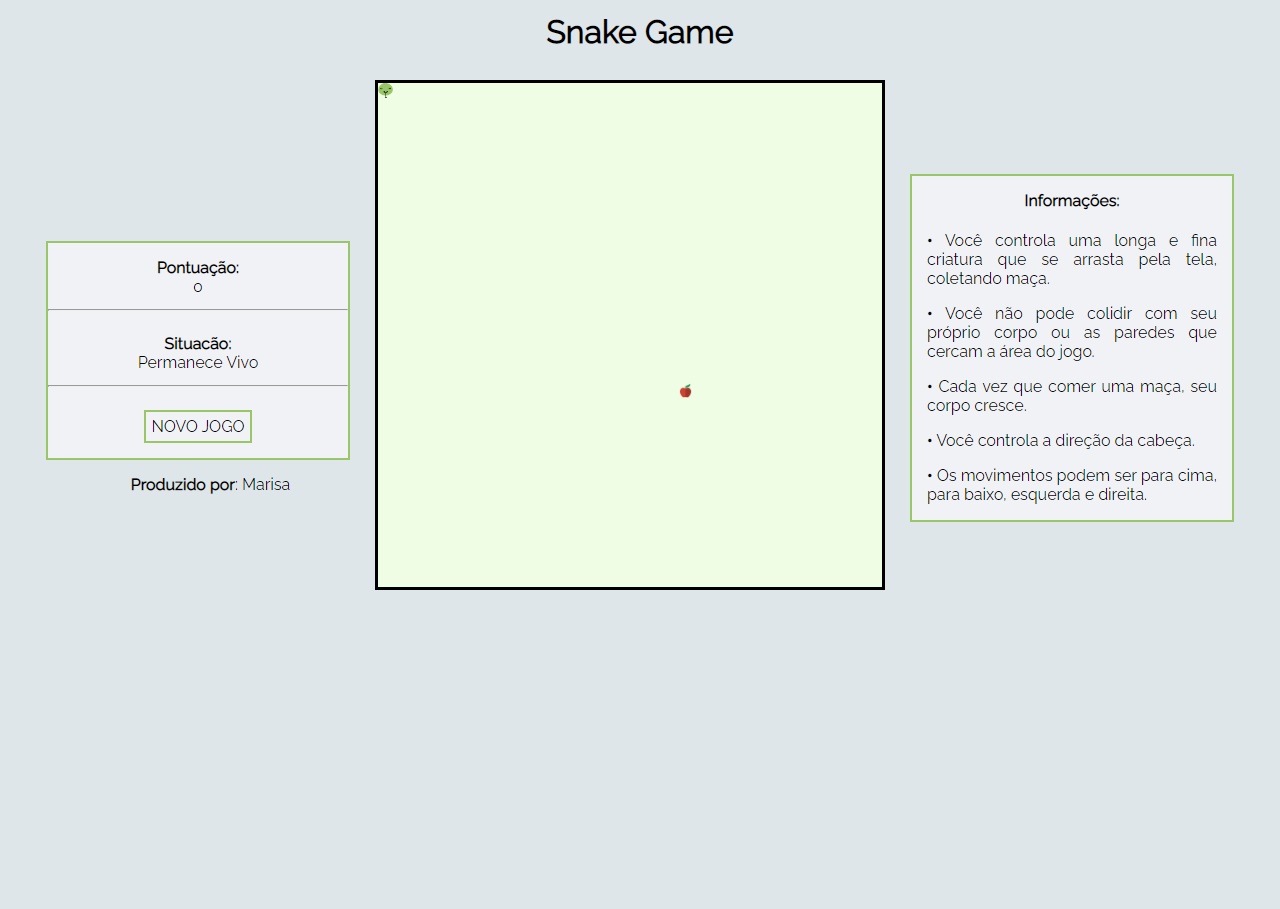 Snake Game
Pontuação:
0
Situacão:
Permanece Vivo
NOVO JOGO
Produzido por: Marisa
Informações:
• Você controla uma longa e fina
criatura que se arrasta pela tela,
coletando maça.
• Você não pode colidir com seu
próprio corpo ou as paredes que
cercam a área do jogo.
• Cada vez que comer uma maça, seu
corpo cresce.
• Você controla a direção da cabeça.
• Os movimentos podem ser para cima,
para baixo, esquerda e direita.